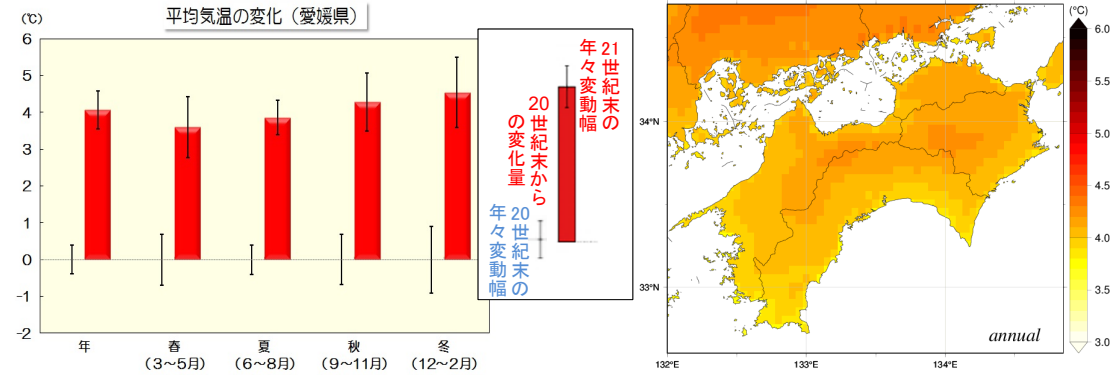 平均気温の変化（愛媛県）
(℃)
6
5
4
3
2
1
0
-1
-2
年
春
（3～5月）
夏
（6～8月）
秋
（9～11月）
冬
（12～2月）
21世紀末の
年々変動幅
20世紀末から
の変化量
20世紀末の
年々変動幅
34°N
33°N
132°E
133°E
134°E
annual
(°C)
6.0
5.5
5.0
4.5
4.0
3.5
3.0